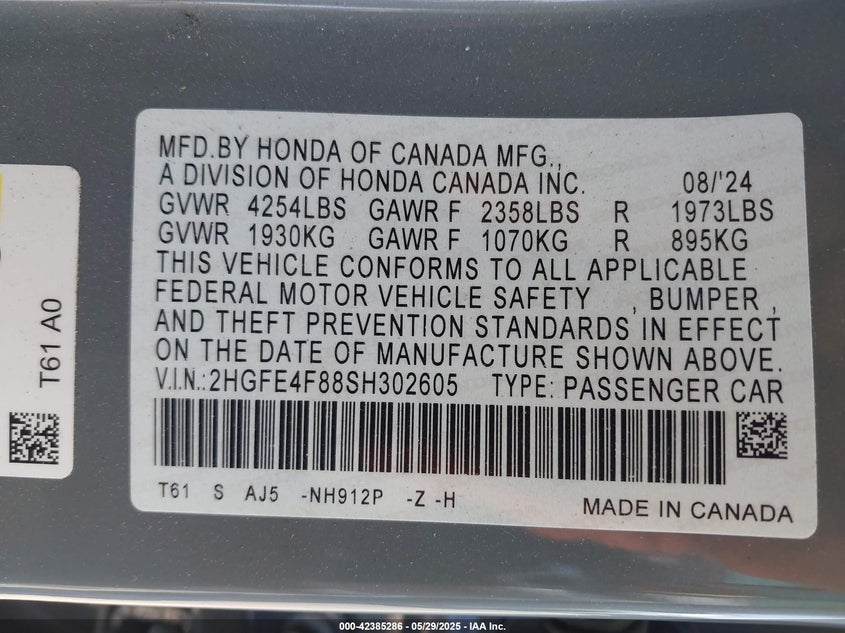 MFD.BY HONDA OF CANADA MFG.,
A DIVISION OF HONDA CANADA INC. 08/'24
GVWR 4254LBS GAWR F 2358LBS R 1973LBS
GVWR 1930KG GAWR F 1070KG R 895KG
THIS VEHICLE CONFORMS TO ALL APPLICABLE
FEDERAL MOTOR VEHICLE SAFETY , BUMPER ,
AND THEFT PREVENTION STANDARDS IN EFFECT
ON THE DATE OF MANUFACTURE SHOWN ABOVE.
V.I.N.:2HGFE4F88SH302605 TYPE: PASSENGER CAR
T61 S AJ5 -NH912P -Z -H
MADE IN CANADA
T61 A0
000-42385286 - 05/29/2025 - IAA Inc.